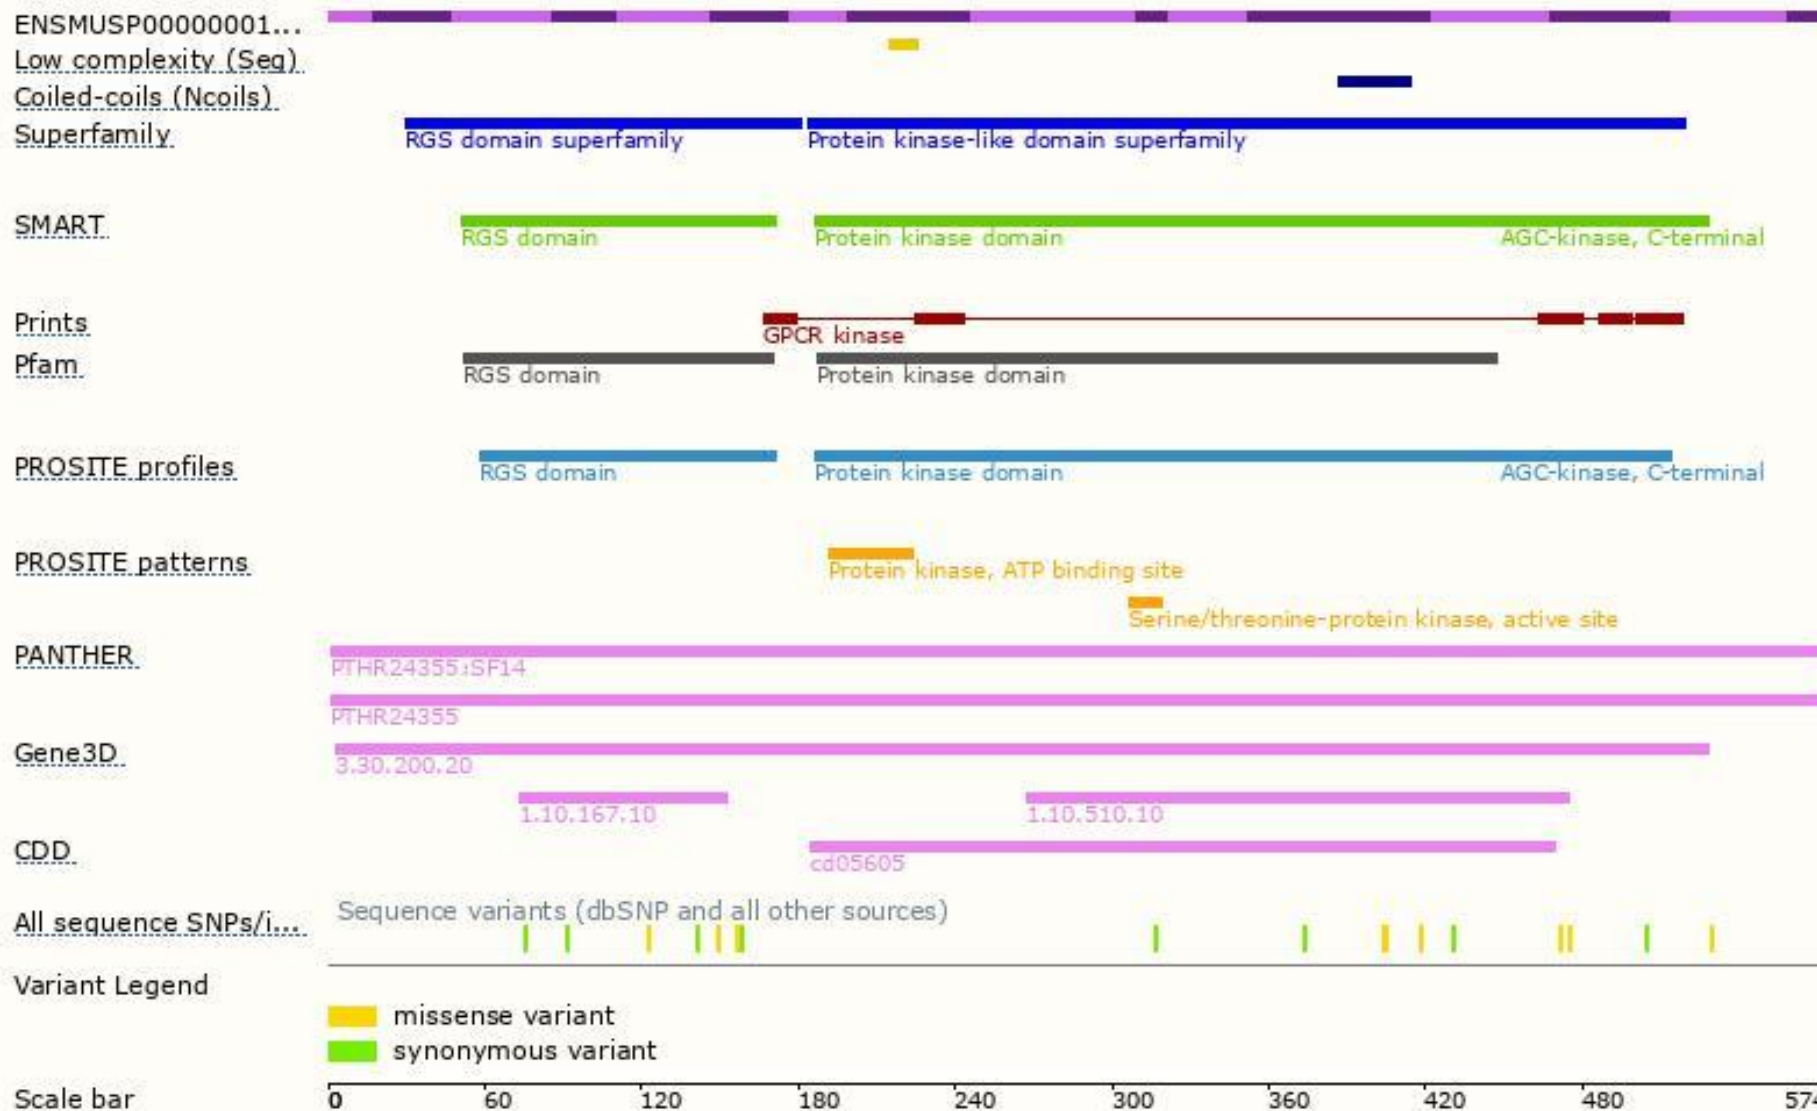 ENSMUSP00000001...
Low complexity (Seg)
Coiled-coils (Ncoils)
Superfamily
RGS domain superfamily
Protein kinase-like domain superfamily
SMART
RGS domain
Protein kinase domain
AGC-kinase, C-terminal
Prints
GPCR kinase
Pfam
RGS domain
Protein kinase domain
PROSITE profiles
RGS domain
Protein kinase domain
AGC-kinase, C-terminal
PROSITE patterns
Protein kinase, ATP binding site
Serine/threonine-protein kinase, active site
PANTHER
PTHR24355:SF14
PTHR24355
Gene3D
3.30.200.20
1.10.167.10
1.10.510.10
CDD
cd05605
All sequence SNPs/i...
Sequence variants (dbSNP and all other sources)
Variant Legend
missense variant
synonymous variant
Scale bar
0 60 120 180 240 300 360 420 480